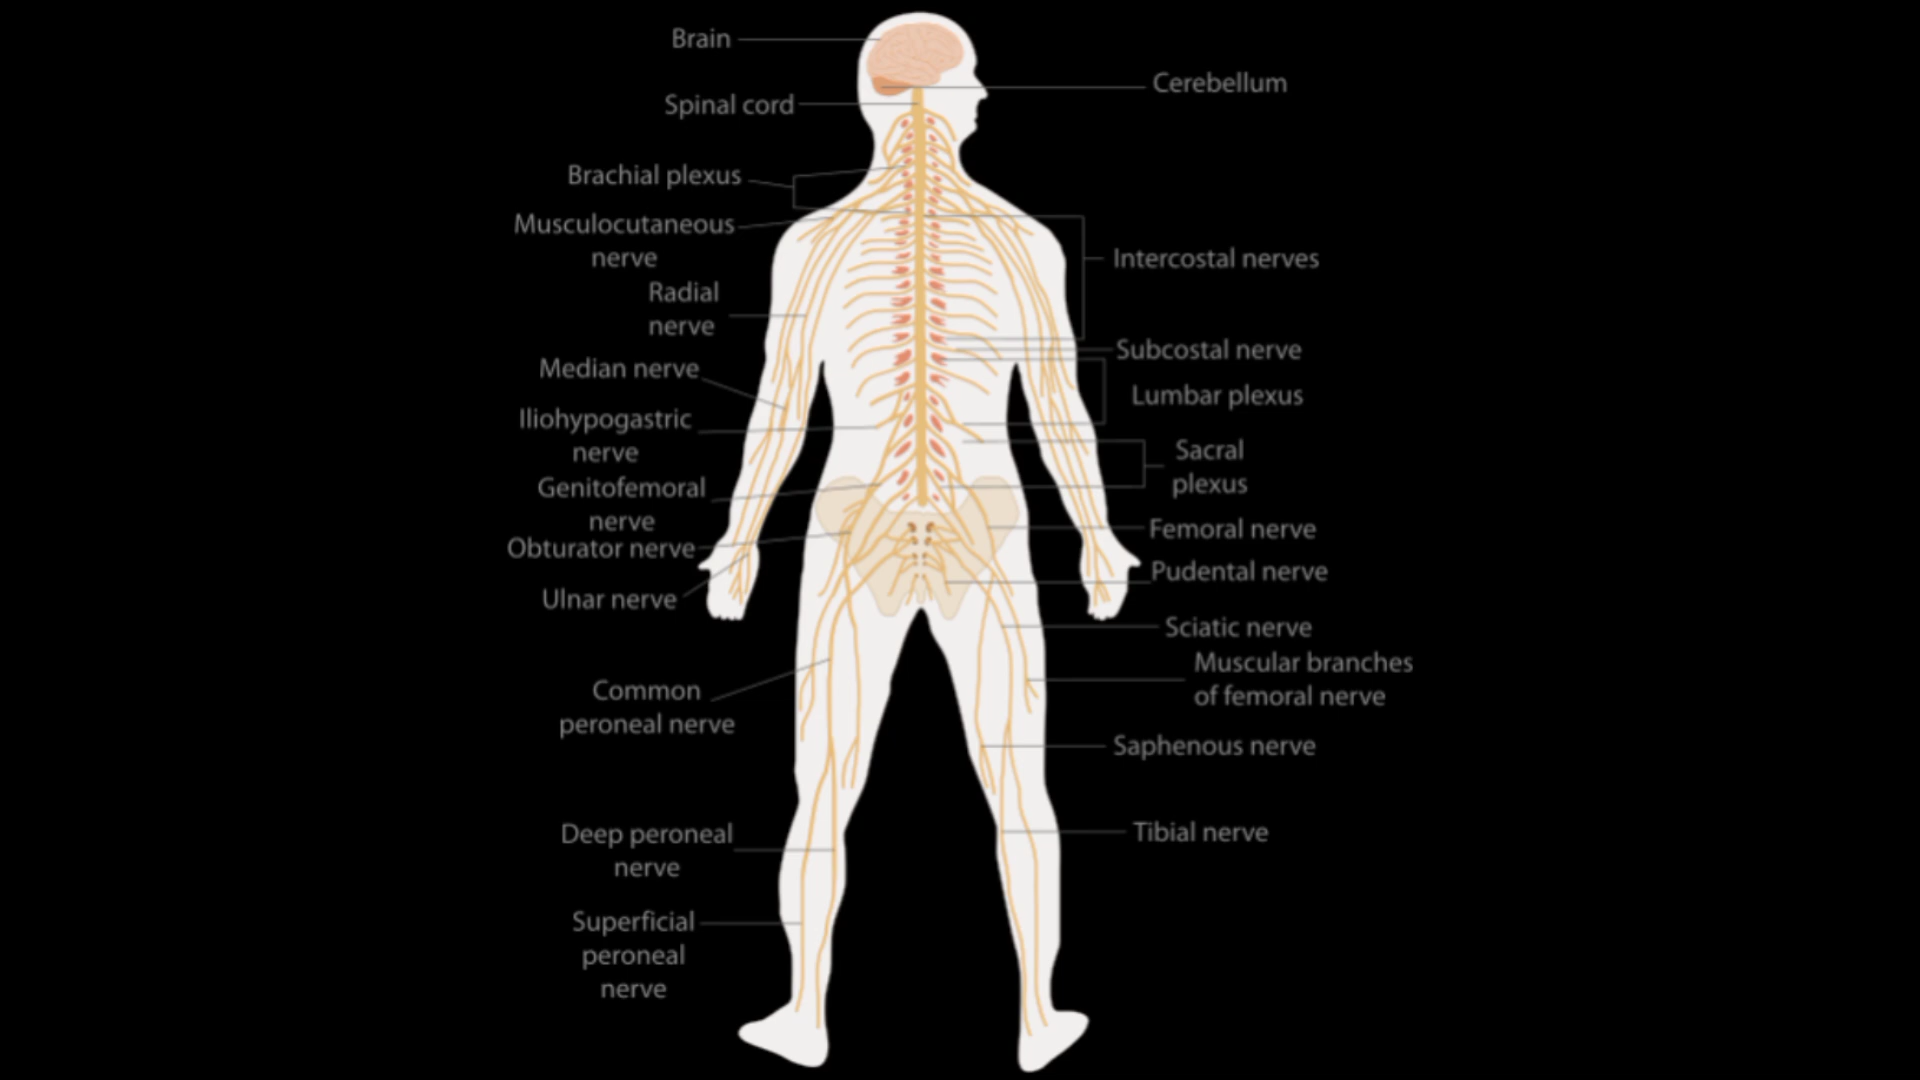 Brain
Spinal cord
Brachial plexus
Musculocutaneous
nerve
Radial
nerve
Median nerve
Iliohypogastric
nerve
Genitofemoral
nerve
Obturator nerve
Ulnar nerve
Common
peroneal nerve
Deep peroneal
nerve
Superficial
peroneal
nerve
Cerebellum
Intercostal nerves
Subcostal nerve
Lumbar plexus
Sacral
plexus
Femoral nerve
Pudental nerve
Sciatic nerve
Muscular branches
of femoral nerve
Saphenous nerve
Tibial nerve